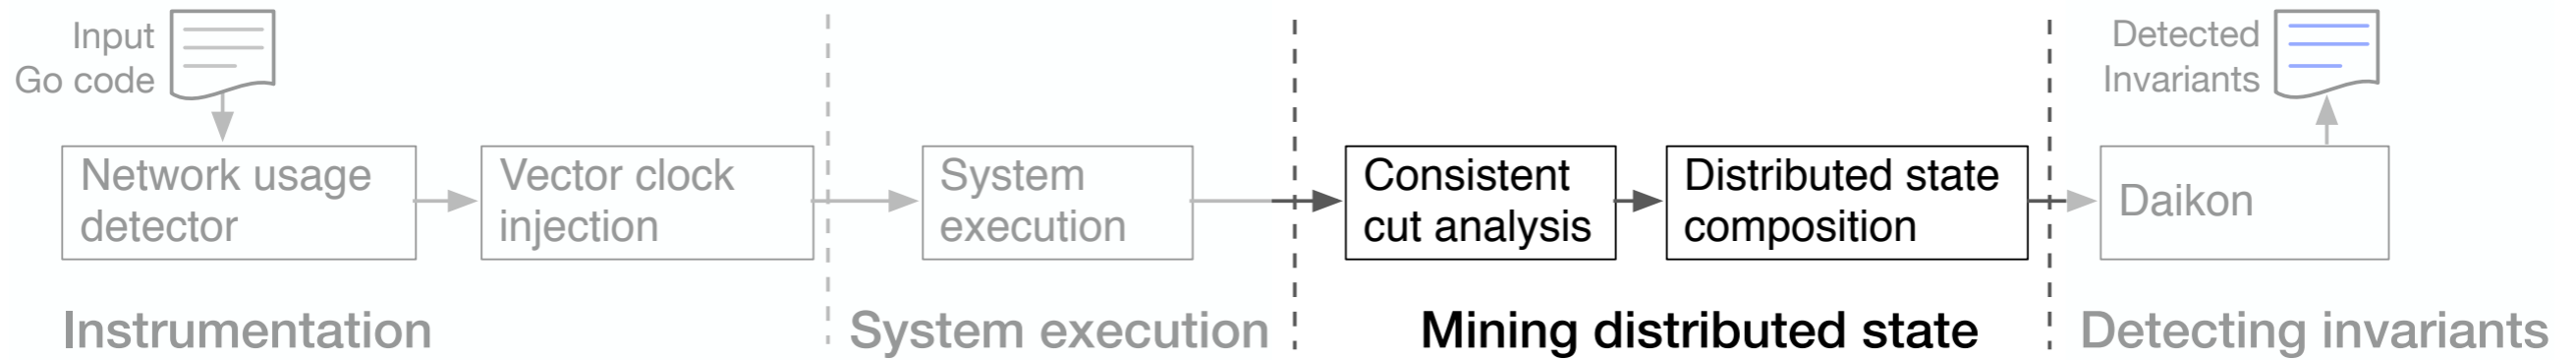 Input
Go code
Network usage
detector
Vector clock
injection
System
execution
Consistent
cut analysis
Distributed state
composition
Daikon
Detected
Invariants
Instrumentation
System execution
Mining distributed state
Detecting invariants